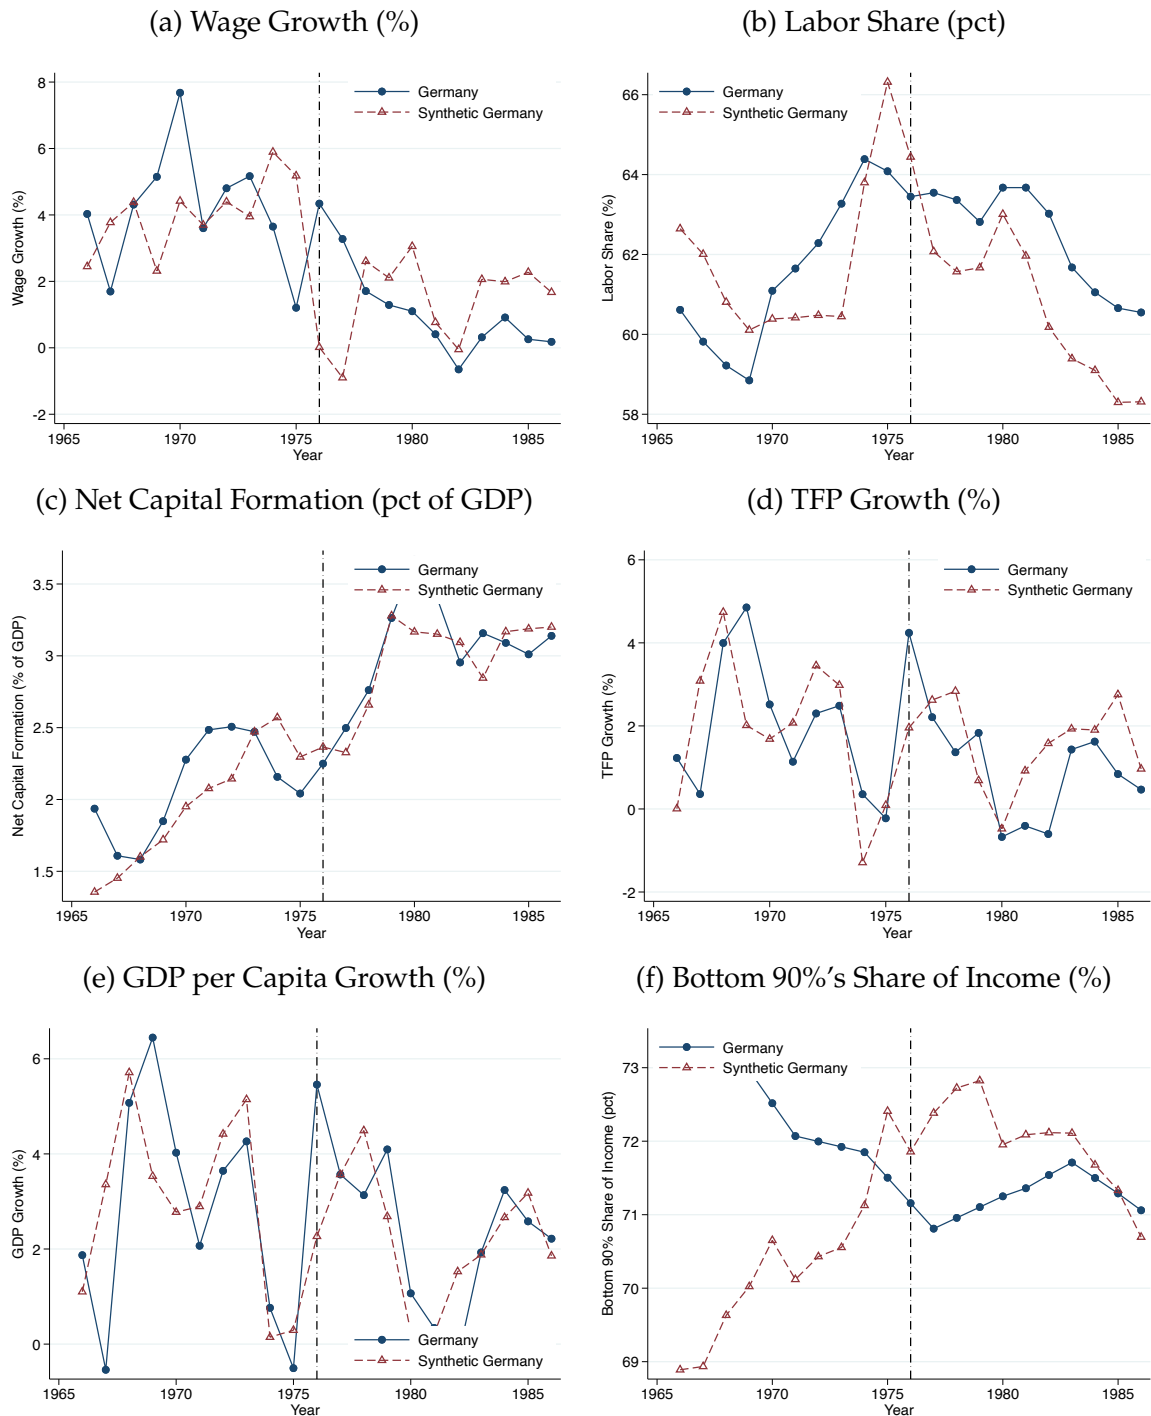 (a) Wage Growth (%)
Germany
Synthetic Germany
8
6
4
2
0
-2
Wage Growth (%)
1965 1970 1975 1980 1985
Year
(b) Labor Share (pct)
Germany
Synthetic Germany
66
64
62
60
58
Labor Share (%)
1965 1970 1975 1980 1985
Year
(c) Net Capital Formation (pct of GDP)
Germany
Synthetic Germany
3.5
3
2.5
2
1.5
Net Capital Formation (% of GDP)
1965 1970 1975 1980 1985
Year
(d) TFP Growth (%)
Germany
Synthetic Germany
6
4
2
0
-2
TFP Growth (%)
1965 1970 1975 1980 1985
Year
(e) GDP per Capita Growth (%)
6
4
2
0
GDP Growth (%)
Germany
Synthetic Germany
1965 1970 1975 1980 1985
Year
(f) Bottom 90%'s Share of Income (%)
Germany
Synthetic Germany
73
72
71
70
69
Bottom 90% Share of Income (pct)
1965 1970 1975 1980 1985
Year